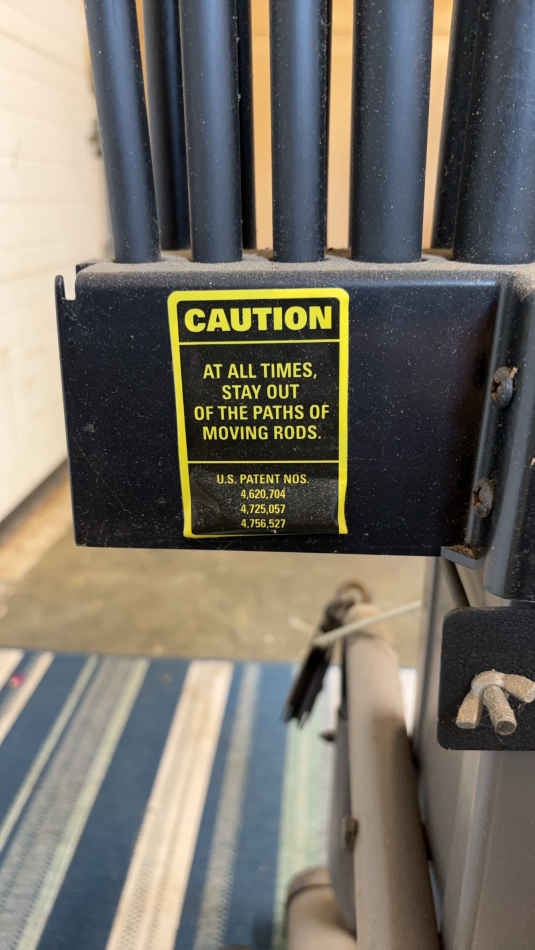 CAUTION
AT ALL TIMES,
STAY OUT
OF THE PATHS OF
MOVING RODS.
U.S. PATENT NOS.
4,620,704
4,725,057
4,756,527